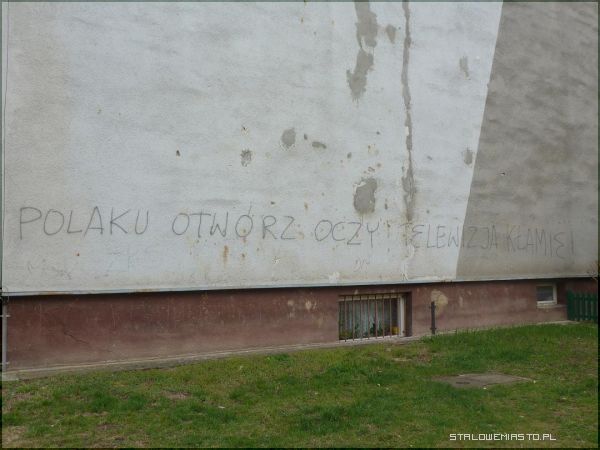 POLAKU OTWÓRZ OCZY! TELEWIZJA KŁAMIE!
STALOWEMIASTO.PL